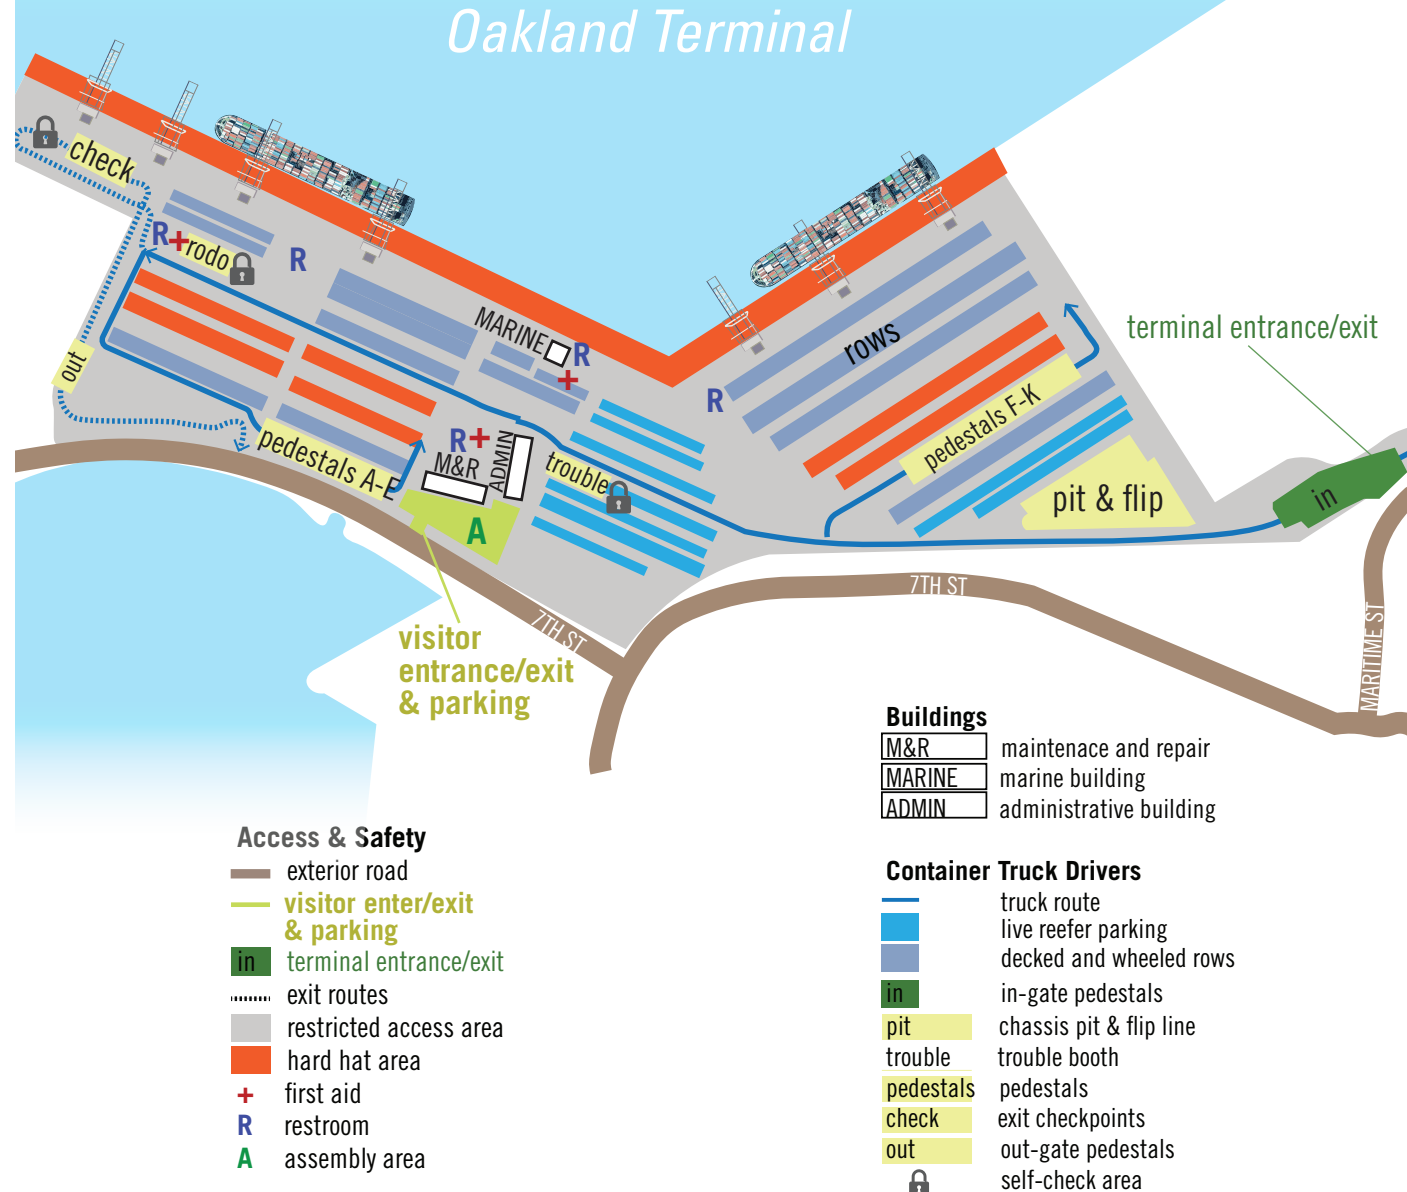 Oakland Terminal
check
R
rodo
R
MARINE
R
rows
terminal entrance/exit
out
R
pedestals F-K
R
pedestals A-E
M&R
ADMIN
trouble
pit & flip
in
A
7TH ST
7TH ST
MARITIME ST
visitor
entrance/exit
& parking
Buildings
M&R maintenace and repair
MARINE marine building
ADMIN administrative building
Access & Safety
exterior road
visitor enter/exit
& parking
in terminal entrance/exit
exit routes
restricted access area
hard hat area
first aid
R restroom
A assembly area
Container Truck Drivers
truck route
live reefer parking
decked and wheeled rows
in in-gate pedestals
pit chassis pit & flip line
trouble trouble booth
pedestals pedestals
check exit checkpoints
out out-gate pedestals
self-check area